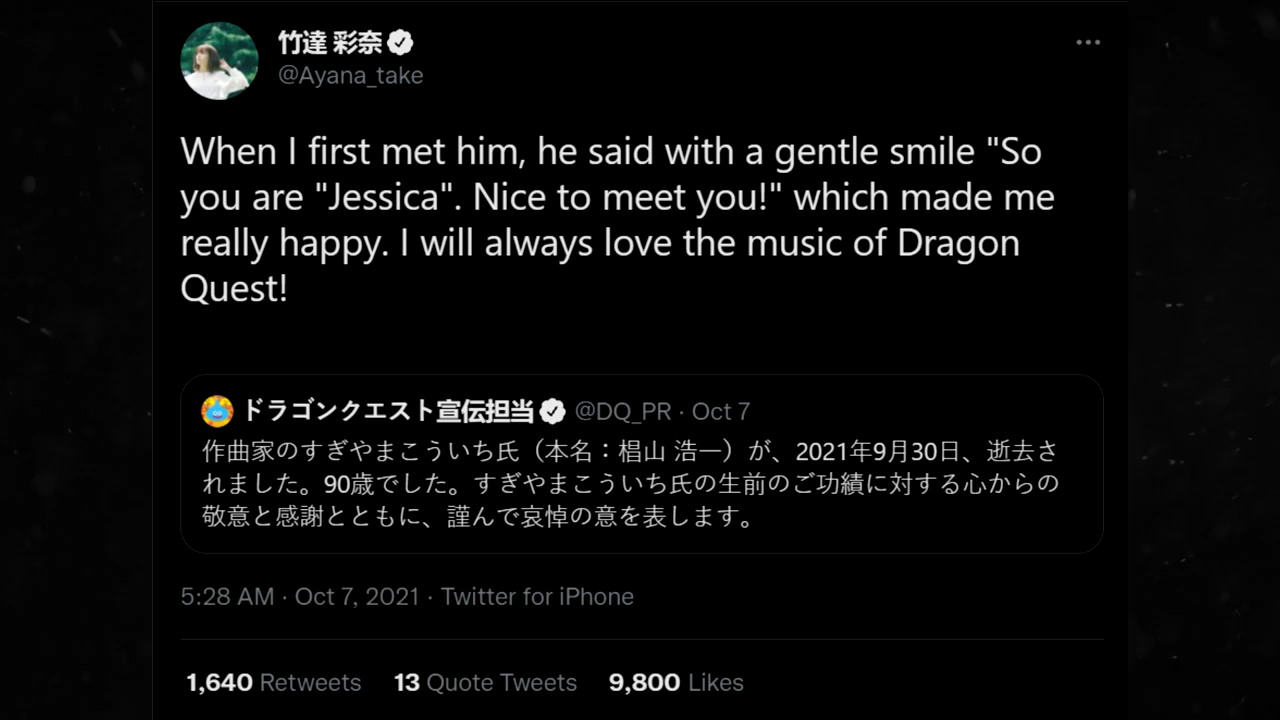 竹達 彩奈
@Ayana_take
When I first met him, he said with a gentle smile "So
you are "Jessica". Nice to meet you!" which made me
really happy. I will always love the music of Dragon
Quest!
ドラゴンクエスト宣伝担当 @DQ_PR · Oct 7
作曲家のすぎやまこういち氏（本名：椙山 浩一）が、2021年9月30日、逝去さ
れました。90歳でした。すぎやまこういち氏の生前のご功績に対する心からの
敬意と感謝とともに、謹んで哀悼の意を表します。
5:28 AM · Oct 7, 2021 · Twitter for iPhone
1,640 Retweets 13 Quote Tweets 9,800 Likes